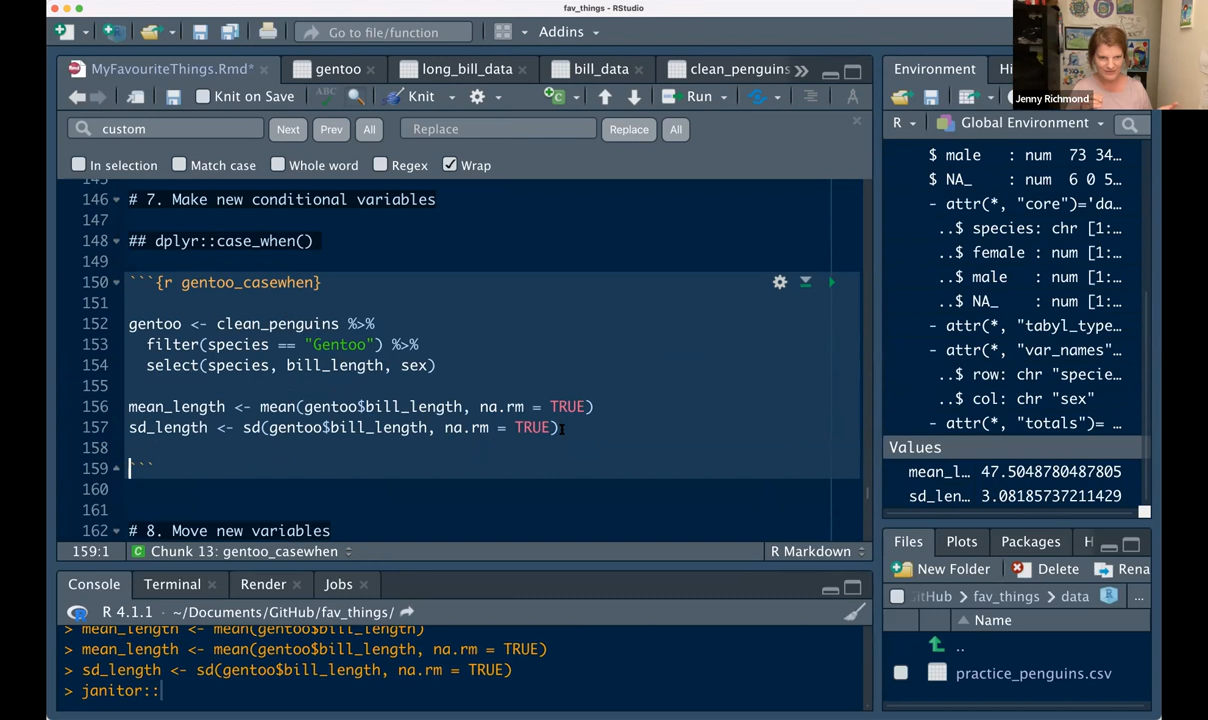 fav_things - RStudio
Go to file/function
Addins
MyFavouriteThings.Rmd*
gentoo
long_bill_data
bill_data
clean_penguins
Knit on Save
ABC
Knit
Run
custom
Next
Prev
All
Replace
Replace
All
In selection
Match case
Whole word
Regex
Wrap
145
146 # 7. Make new conditional variables
147
148 ## dplyr::case_when()
149
150 ```{r gentoo_casewhen}
151
152 gentoo <- clean_penguins %>%
153 filter(species == "Gentoo") %>%
154 select(species, bill_length, sex)
155
156 mean_length <- mean(gentoo$bill_length, na.rm = TRUE)
157 sd_length <- sd(gentoo$bill_length, na.rm = TRUE)
158
159 ```
160
161
162 # 8. Move new variables
159:1 Chunk 13: gentoo_casewhen R Markdown
Console Terminal Render Jobs
R 4.1.1 · ~/Documents/GitHub/fav_things/
> mean_length <- mean(gentoo$bill_length)
> mean_length <- mean(gentoo$bill_length, na.rm = TRUE)
> sd_length <- sd(gentoo$bill_length, na.rm = TRUE)
> janitor::
Jenny Richmond
Environment Hi
R Global Environment
$ male : num 73 34…
$ NA_ : num 6 0 5…
- attr(*, "core")='da…
..$ species: chr [1:…
..$ female : num [1:…
..$ male : num [1:…
..$ NA_ : num [1:…
- attr(*, "tabyl_type…
- attr(*, "var_names"…
..$ row: chr "specie…
..$ col: chr "sex"
- attr(*, "totals")= …
Values
mean_l… 47.5048780487805
sd_len… 3.08185737211429
Files Plots Packages H
New Folder Delete Rena
GitHub > fav_things > data ...
Name
..
practice_penguins.csv